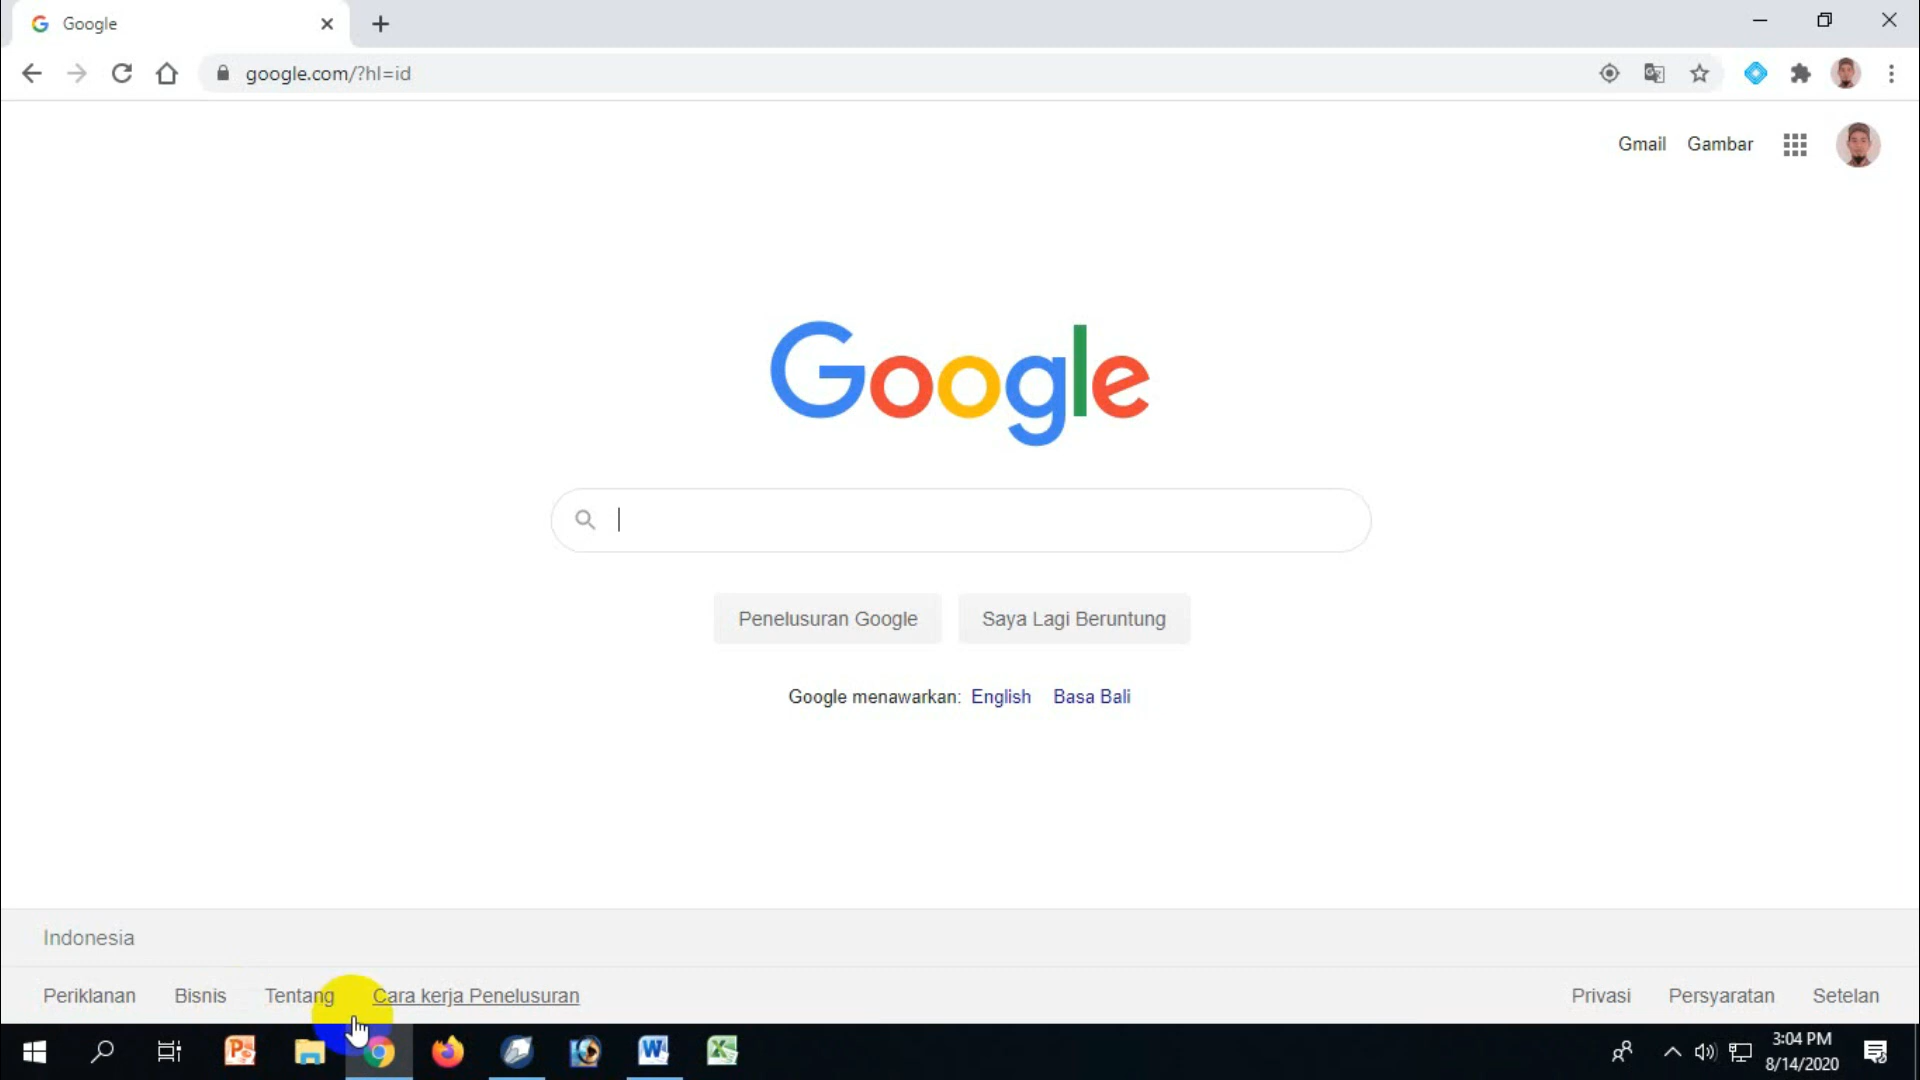 Google
google.com/?hl=id
Gmail Gambar
Google
Penelusuran Google Saya Lagi Beruntung
Google menawarkan: English Basa Bali
Indonesia
Periklanan Bisnis Tentang Cara kerja Penelusuran Privasi Persyaratan Setelan
3:04 PM
8/14/2020